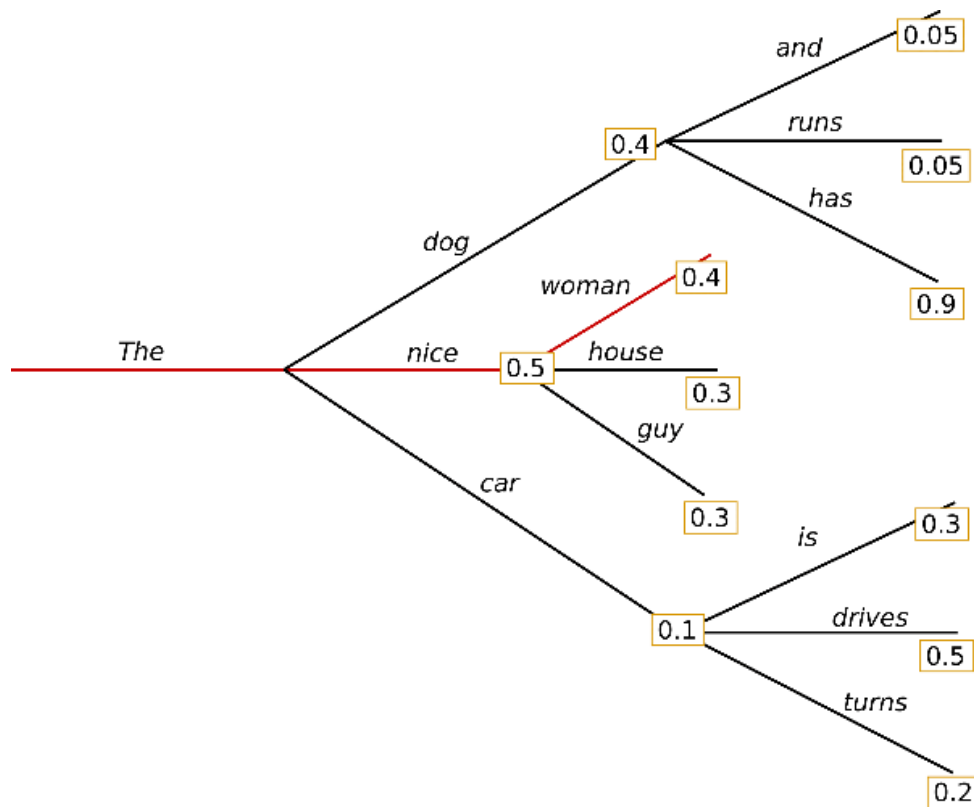 and
0.05
runs
0.4
0.05
has
dog
woman
0.4
0.9
The
nice
0.5
house
0.3
guy
car
0.3
is
0.3
drives
0.1
0.5
turns
0.2